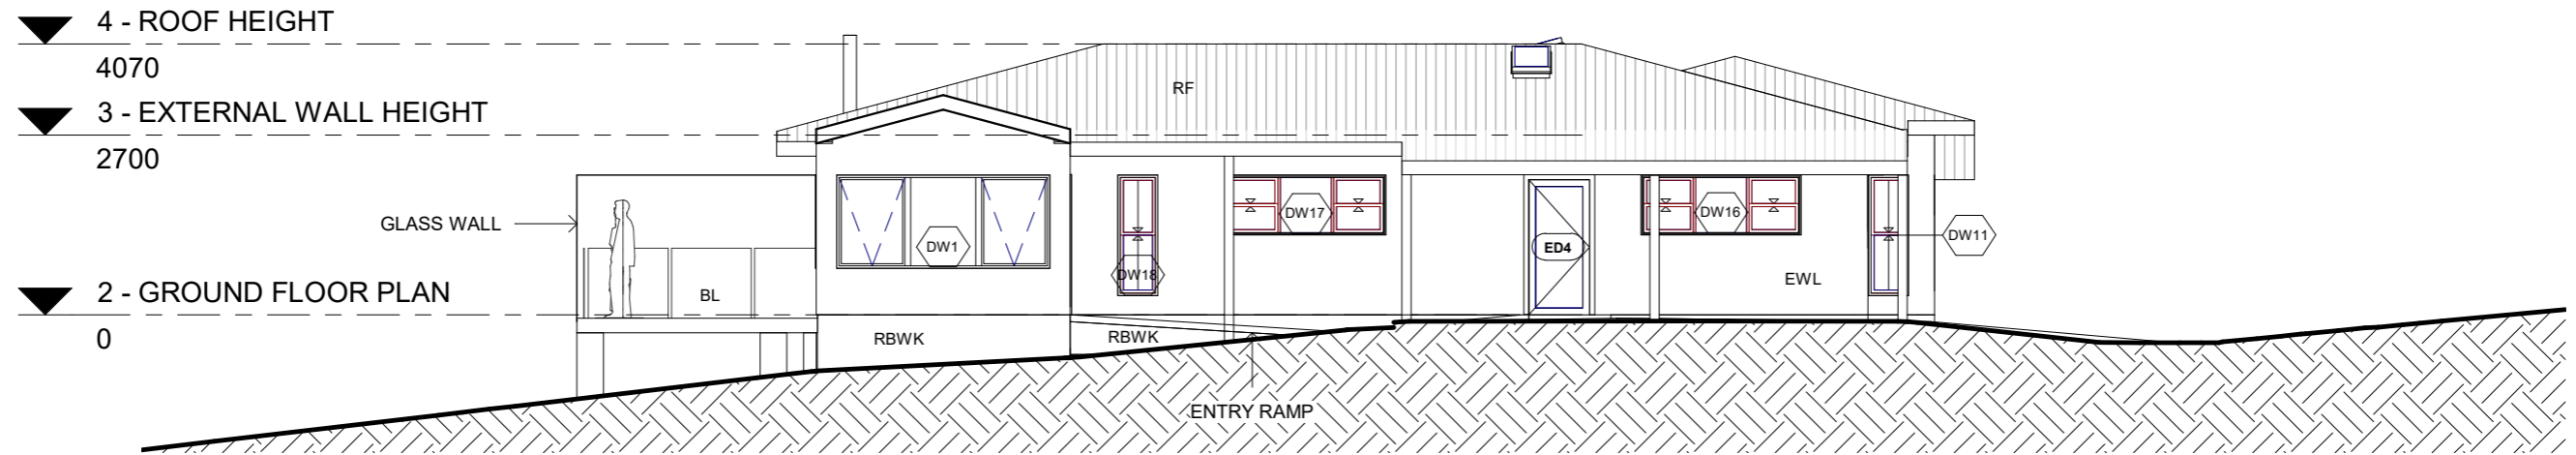 4 - ROOF HEIGHT
4070
RF
3 - EXTERNAL WALL HEIGHT
2700
GLASS WALL
DW1
DW17
DW16
DW18
ED4
DW11
EWL
BL
2 - GROUND FLOOR PLAN
0
RBWK
RBWK
ENTRY RAMP